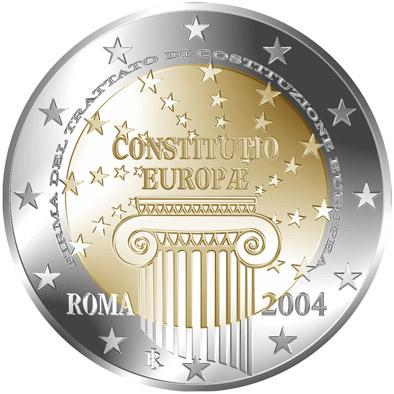 FIRMA DEL TRATTATO DI COSTITUZIONE EUROPEA
CONSTITUTIO
EUROPÆ
ROMA 2004